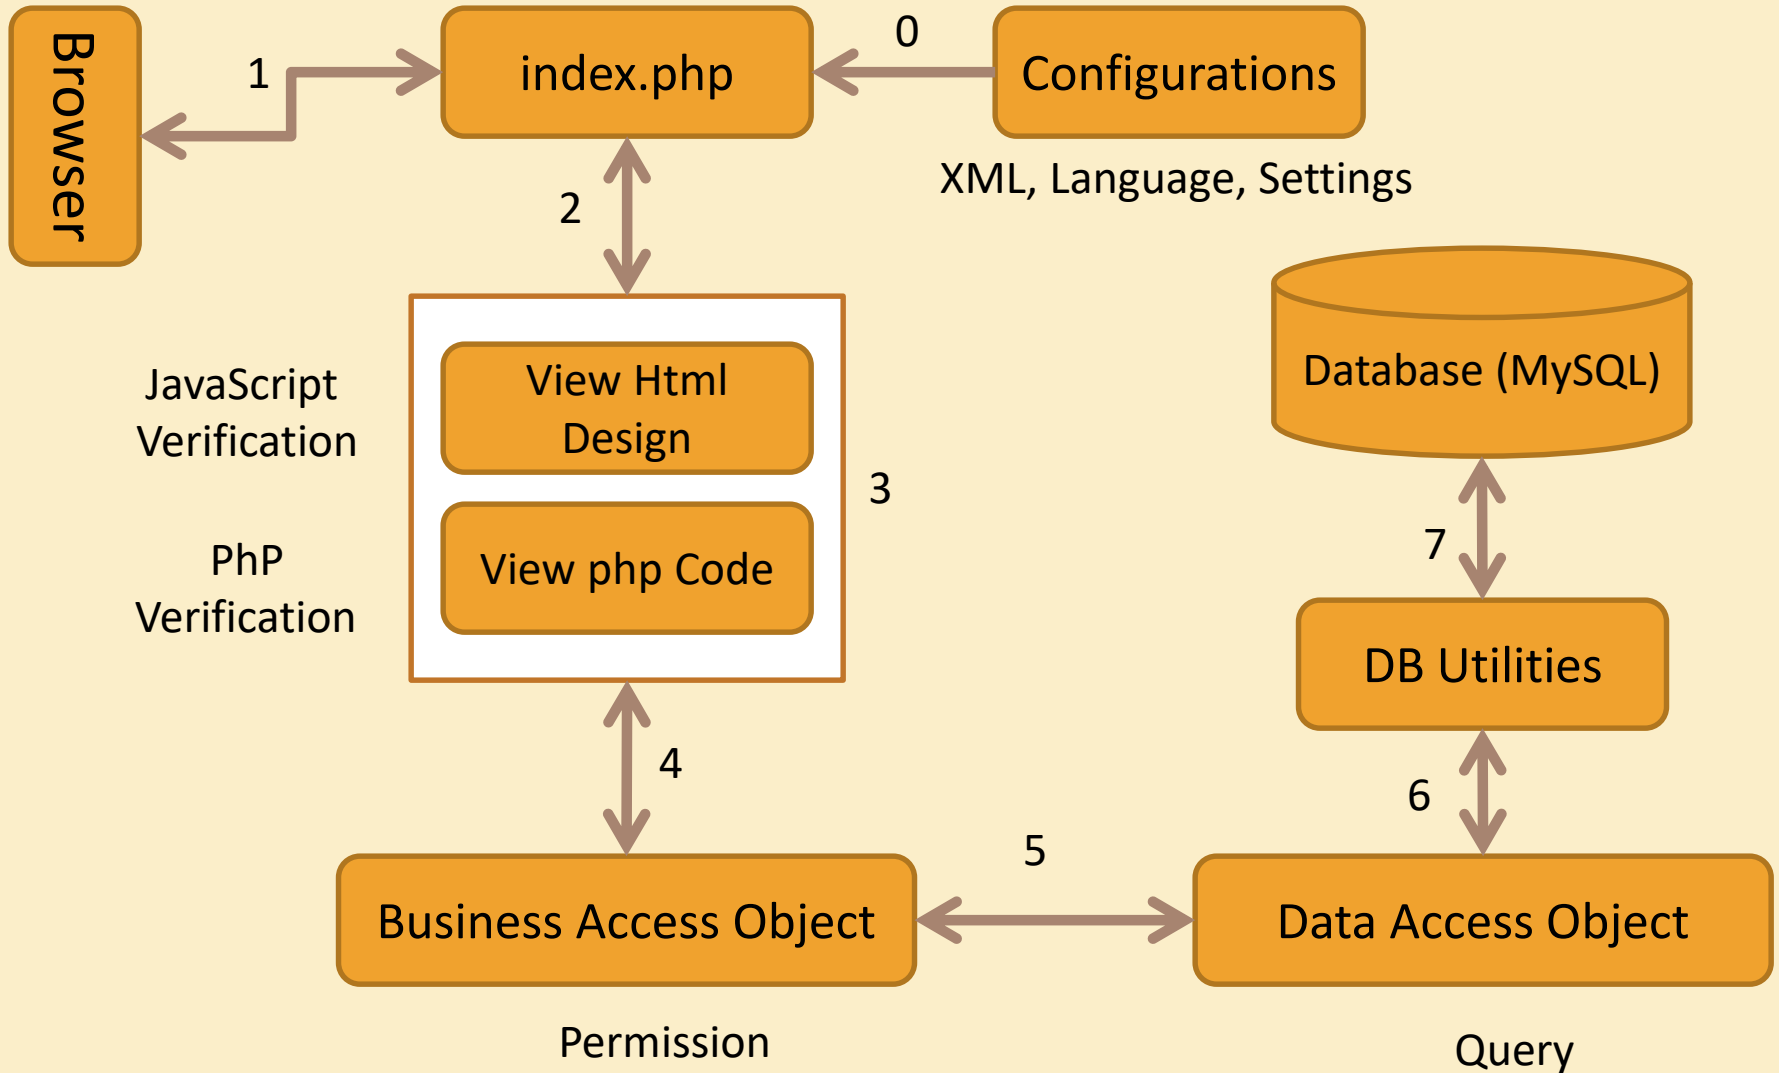 Browser
1
index.php
0
Configurations
XML, Language, Settings
2
JavaScript
Verification
View Html
Design
3
PhP
Verification
View php Code
Database (MySQL)
7
DB Utilities
4
6
5
Business Access Object
Data Access Object
Permission
Query